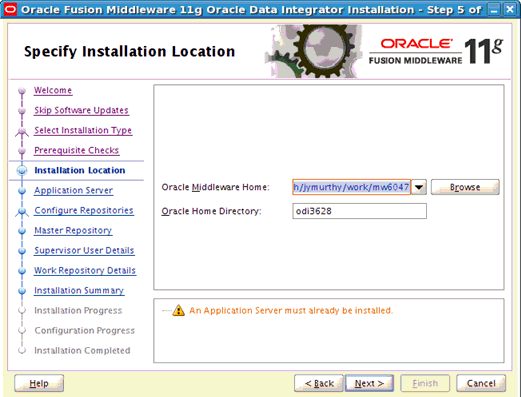 Oracle Fusion Middleware 11g Oracle Data Integrator Installation - Step 5 of
Specify Installation Location
ORACLE
FUSION MIDDLEWARE
11g
Welcome
Skip Software Updates
Select Installation Type
Prerequisite Checks
Installation Location
Application Server
Configure Repositories
Master Repository
Supervisor User Details
Work Repository Details
Installation Summary
Installation Progress
Configuration Progress
Installation Completed
Oracle Middleware Home: h/jymurthy/work/mw6047 Browse
Oracle Home Directory: odi3628
An Application Server must already be installed.
Help < Back Next > Finish Cancel